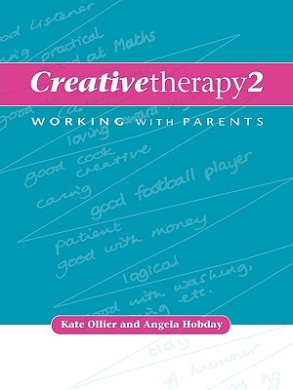 good listener
practical
good at Maths
Creativetherapy2
WORKING WITH PARENTS
loving
good cook
creative
caring
good football player
patient
good with money
logical
good with washing,
ing etc.
Kate Ollier and Angela Hobday
tidy